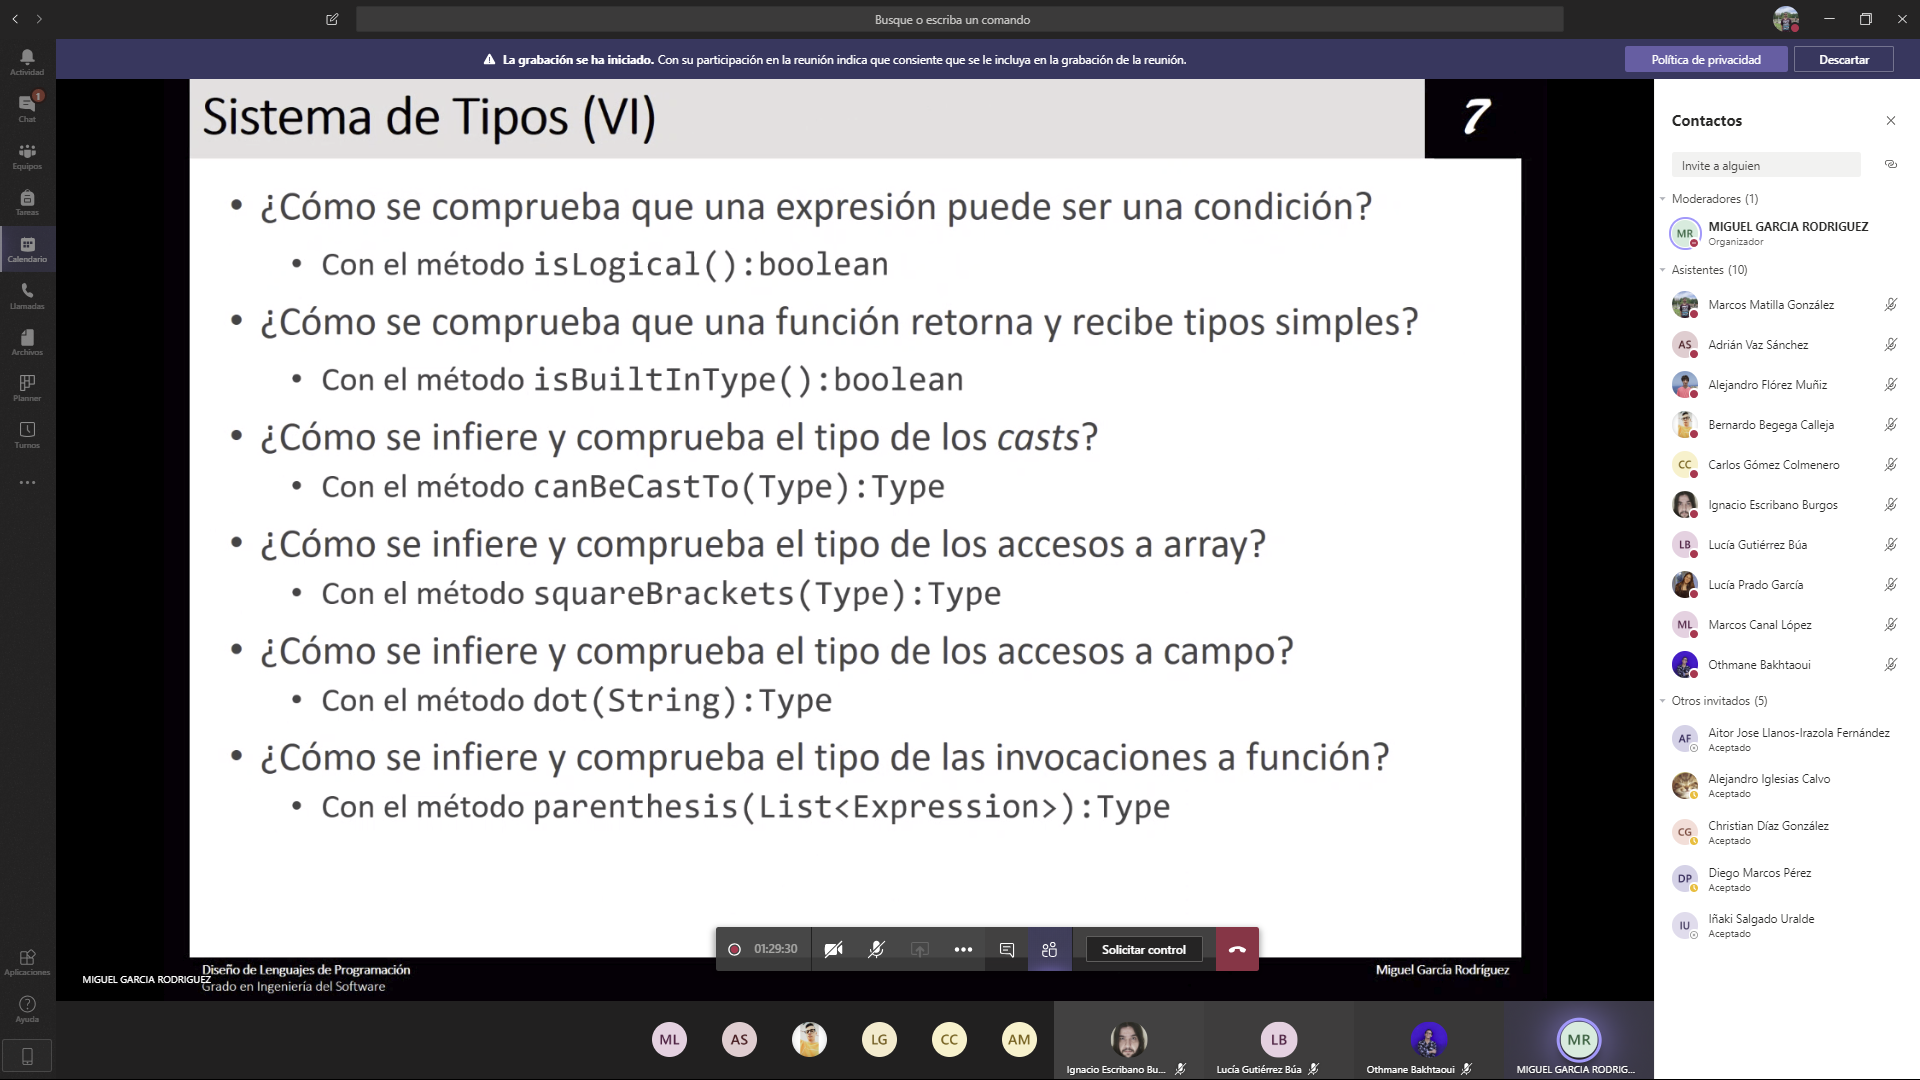 Busque o escriba un comando
La grabación se ha iniciado. Con su participación en la reunión indica que consiente que se le incluya en la grabación de la reunión.
Política de privacidad
Descartar
Actividad
1
Chat
Equipos
Tareas
Calendario
Llamadas
Archivos
Planner
Turnos
Aplicaciones
Ayuda
Sistema de Tipos (VI)
7
• ¿Cómo se comprueba que una expresión puede ser una condición?
• Con el método isLogical():boolean
• ¿Cómo se comprueba que una función retorna y recibe tipos simples?
• Con el método isBuiltInType():boolean
• ¿Cómo se infiere y comprueba el tipo de los casts?
• Con el método canBeCastTo(Type):Type
• ¿Cómo se infiere y comprueba el tipo de los accesos a array?
• Con el método squareBrackets(Type):Type
• ¿Cómo se infiere y comprueba el tipo de los accesos a campo?
• Con el método dot(String):Type
• ¿Cómo se infiere y comprueba el tipo de las invocaciones a función?
• Con el método parenthesis(List<Expression>):Type
01:29:30
Solicitar control
Diseño de Lenguajes de Programación
Grado en Ingeniería del Software
MIGUEL GARCIA RODRIGUEZ
Miguel García Rodríguez
ML
AS
LG
CC
AM
Ignacio Escribano Bu...
LB
Lucía Gutiérrez Búa
Othmane Bakhtaoui
MR
MIGUEL GARCIA RODRIG...
Contactos
Invite a alguien
Moderadores (1)
MR
MIGUEL GARCIA RODRIGUEZ
Organizador
Asistentes (10)
Marcos Matilla González
AS
Adrián Vaz Sánchez
Alejandro Flórez Muñiz
Bernardo Begega Calleja
CC
Carlos Gómez Colmenero
Ignacio Escribano Burgos
LB
Lucía Gutiérrez Búa
Lucía Prado García
ML
Marcos Canal López
Othmane Bakhtaoui
Otros invitados (5)
AF
Aitor Jose Llanos-Irazola Fernández
Aceptado
Alejandro Iglesias Calvo
Aceptado
CG
Christian Díaz González
Aceptado
DP
Diego Marcos Pérez
Aceptado
IU
Iñaki Salgado Uralde
Aceptado